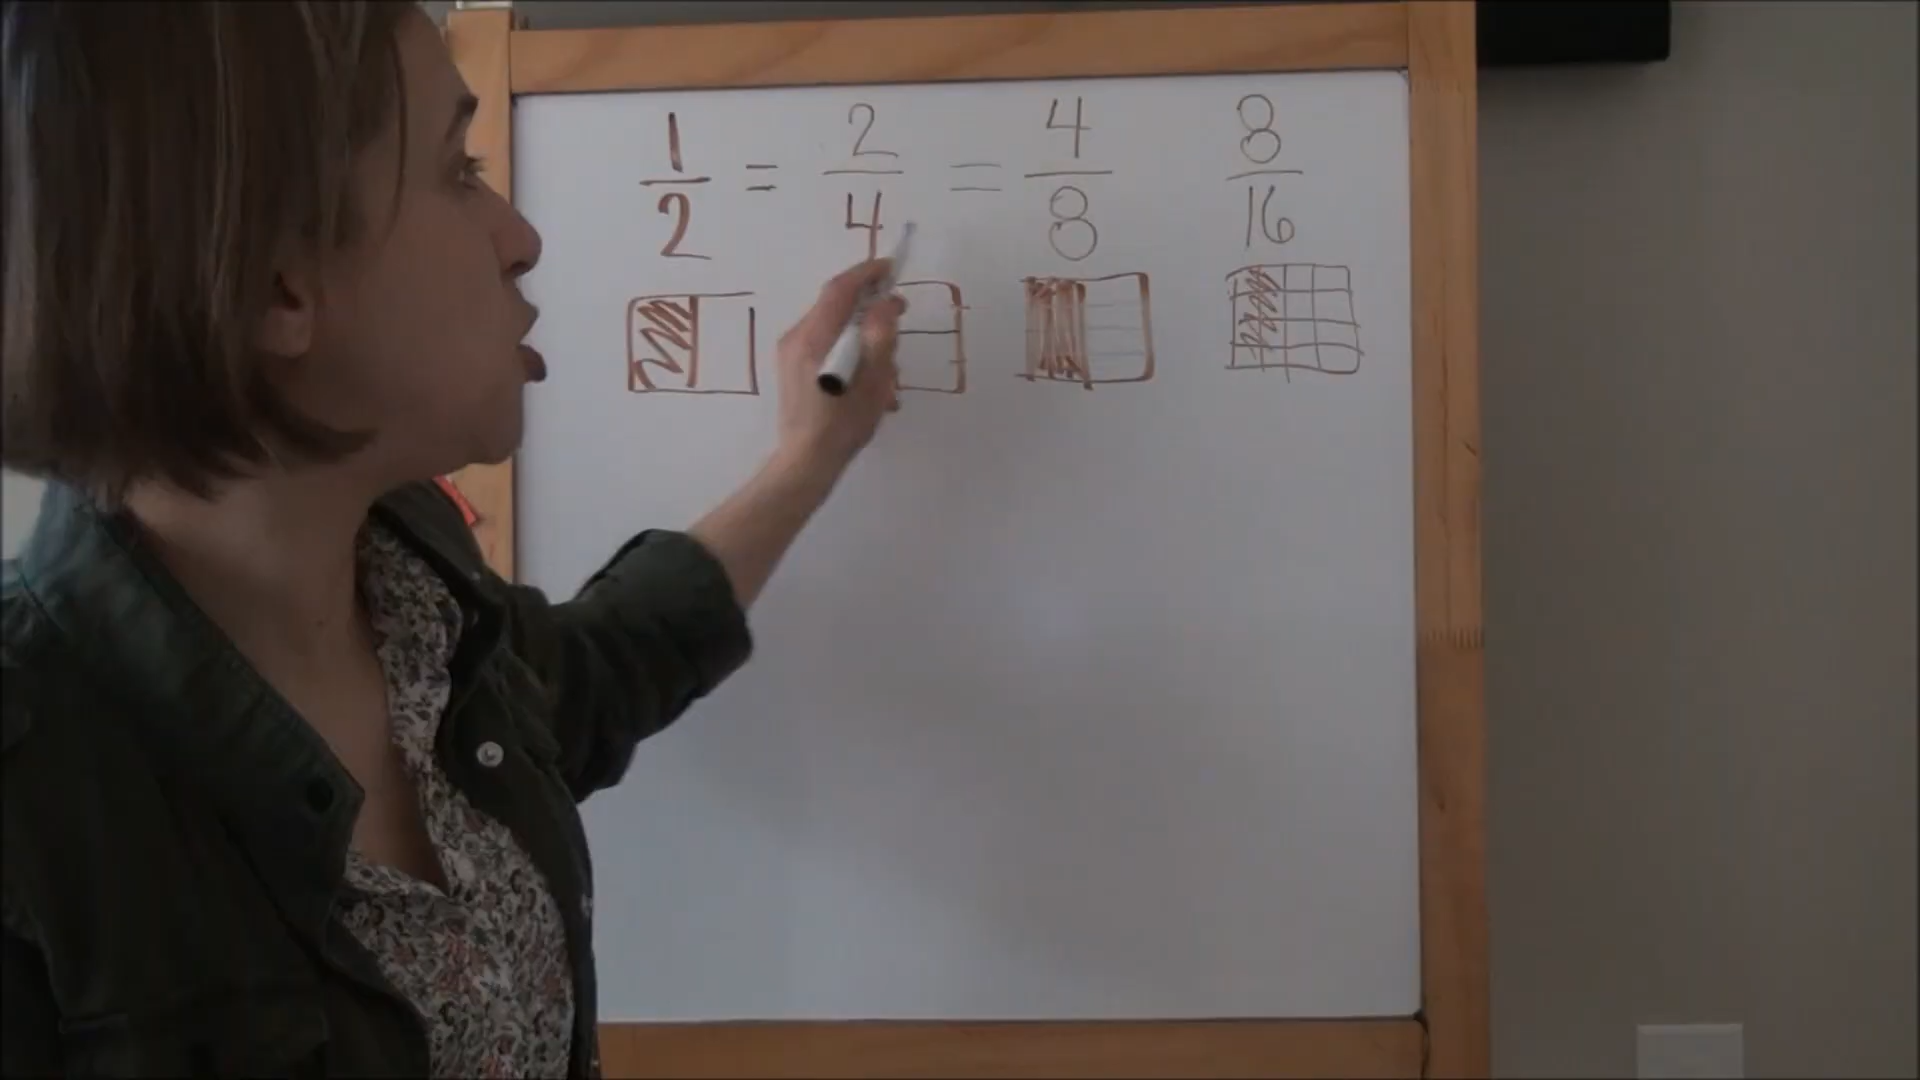 1/2 = 2/4 = 4/8 8/16